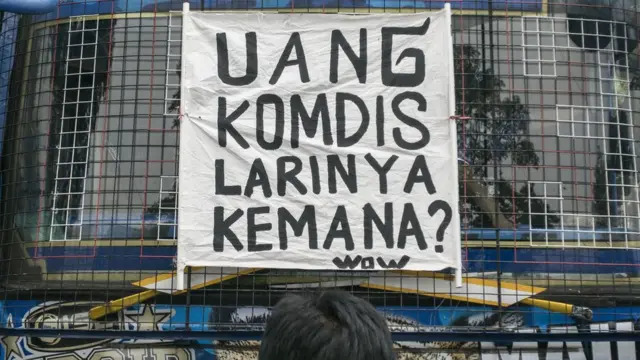 UANG
KOMDIS
LARINYA
KEMANA?
WOW